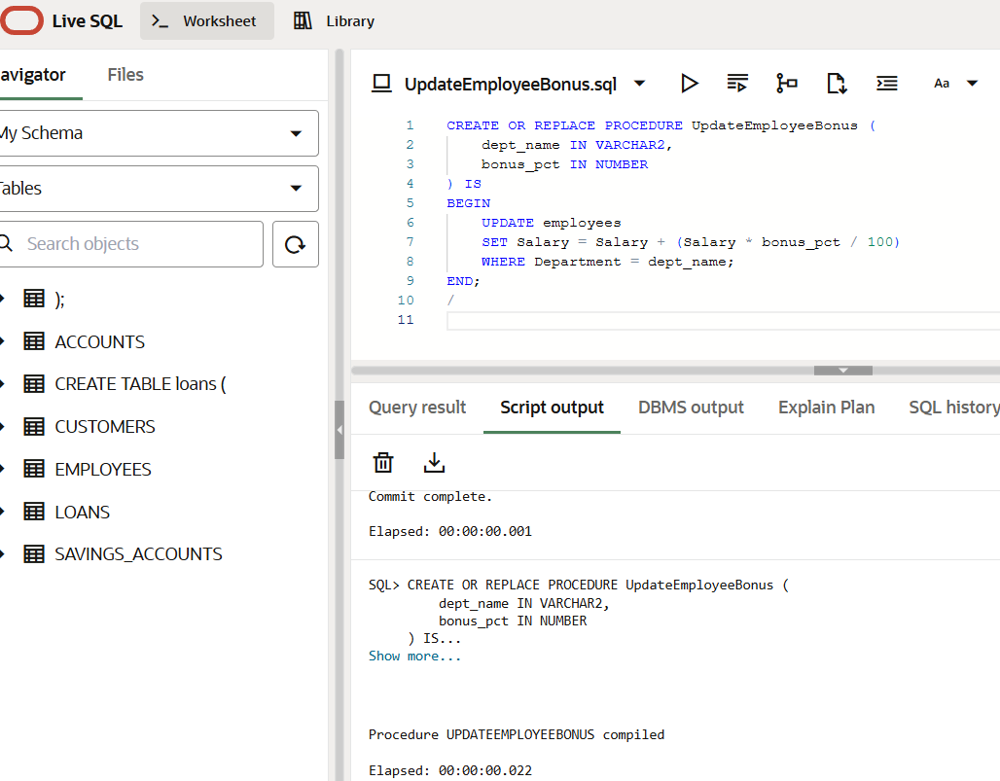 Live SQL
Worksheet
Library
avigator
Files
My Schema
Tables
Search objects
);
ACCOUNTS
CREATE TABLE loans (
CUSTOMERS
EMPLOYEES
LOANS
SAVINGS_ACCOUNTS
UpdateEmployeeBonus.sql
Aa
1 CREATE OR REPLACE PROCEDURE UpdateEmployeeBonus (
2 dept_name IN VARCHAR2,
3 bonus_pct IN NUMBER
4 ) IS
5 BEGIN
6 UPDATE employees
7 SET Salary = Salary + (Salary * bonus_pct / 100)
8 WHERE Department = dept_name;
9 END;
10 /
11
Query result
Script output
DBMS output
Explain Plan
SQL history
Commit complete.
Elapsed: 00:00:00.001
SQL> CREATE OR REPLACE PROCEDURE UpdateEmployeeBonus (
dept_name IN VARCHAR2,
bonus_pct IN NUMBER
) IS...
Show more...
Procedure UPDATEEMPLOYEEBONUS compiled
Elapsed: 00:00:00.022